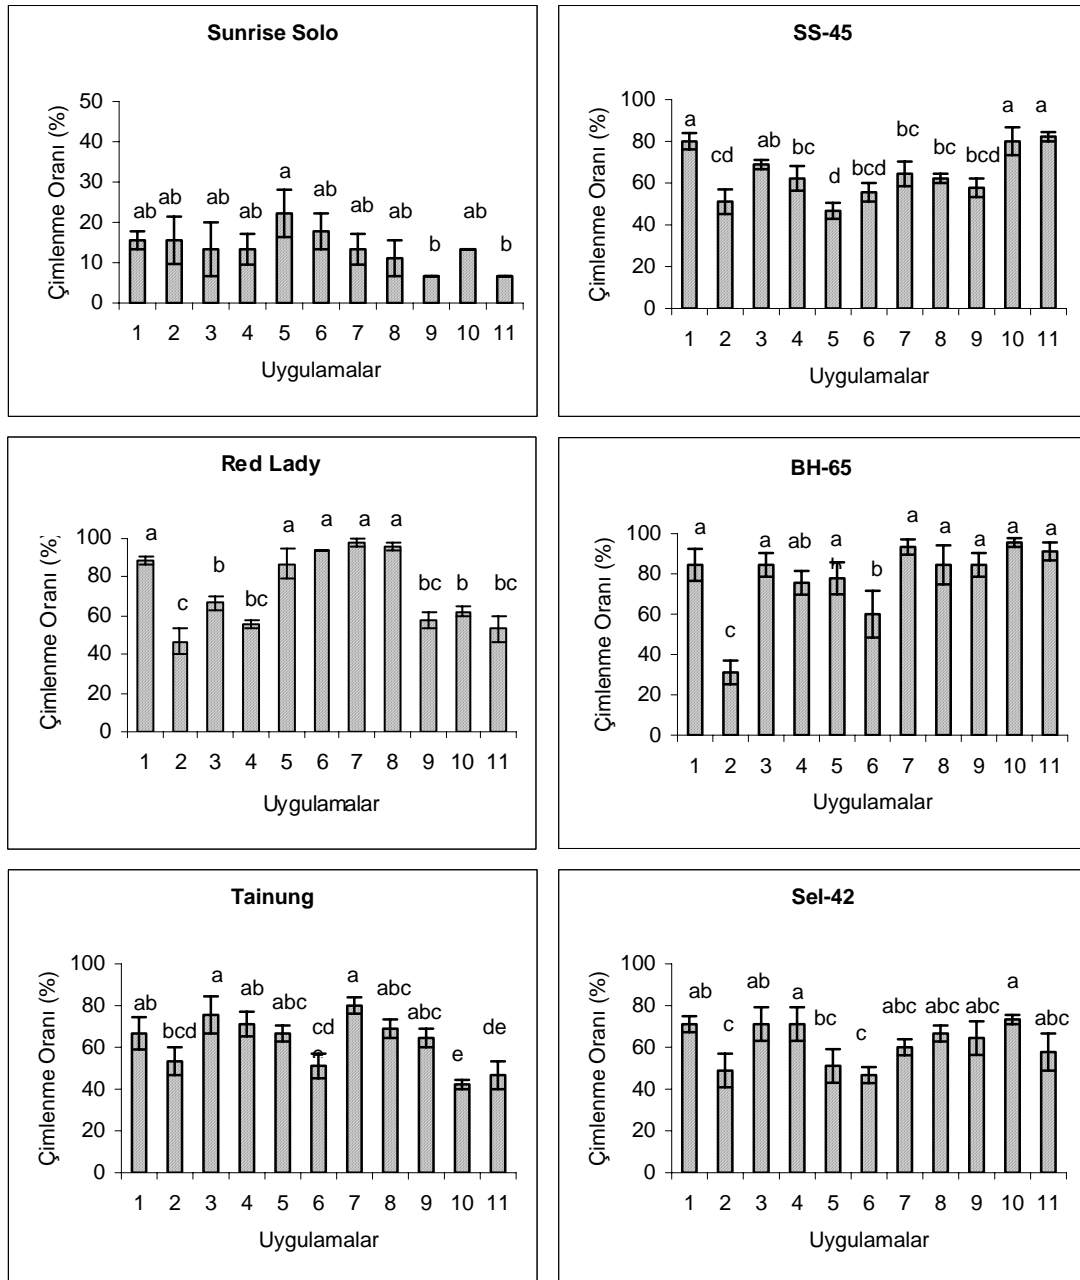 Sunrise Solo
Çimlenme Oranı (%)
50
40
30
20
10
0
ab ab ab ab a ab ab ab b ab b
1 2 3 4 5 6 7 8 9 10 11
Uygulamalar
SS-45
Çimlenme Oranı (%)
100
80
60
40
20
0
a cd ab bc d bcd bc bc bcd a a
1 2 3 4 5 6 7 8 9 10 11
Uygulamalar
Red Lady
Çimlenme Oranı (%)
100
80
60
40
20
0
a c b bc a a a a bc b bc
1 2 3 4 5 6 7 8 9 10 11
Uygulamalar
BH-65
Çimlenme Oranı (%)
100
80
60
40
20
0
a c a ab a b a a a a a
1 2 3 4 5 6 7 8 9 10 11
Uygulamalar
Tainung
Çimlenme Oranı (%)
100
80
60
40
20
0
ab bcd a ab abc cd a abc abc e de
1 2 3 4 5 6 7 8 9 10 11
Uygulamalar
Sel-42
Çimlenme Oranı (%)
100
80
60
40
20
0
ab c ab a bc c abc abc abc a abc
1 2 3 4 5 6 7 8 9 10 11
Uygulamalar